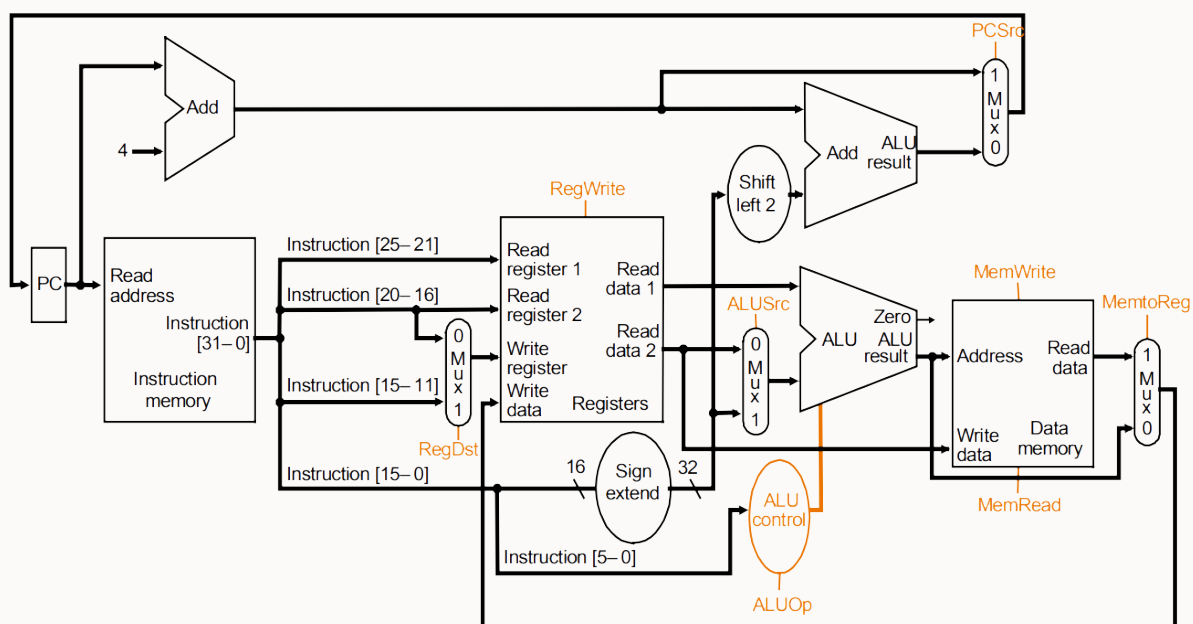 PCSrc
1
Mux
0
Add
4
Add
ALU
result
Shift
left 2
RegWrite
PC
Read
address
Instruction
[31–0]
Instruction
memory
Instruction [25–21]
Instruction [20–16]
Instruction [15–11]
Instruction [15–0]
0
Mux
1
RegDst
Read
register 1
Read
register 2
Write
register
Write
data
Read
data 1
Read
data 2
Registers
16
Sign
extend
32
Instruction [5–0]
ALUSrc
0
Mux
1
Zero
ALU
ALU
result
ALU
control
ALUOp
MemWrite
Address
Read
data
Write
data
Data
memory
MemRead
MemtoReg
1
Mux
0